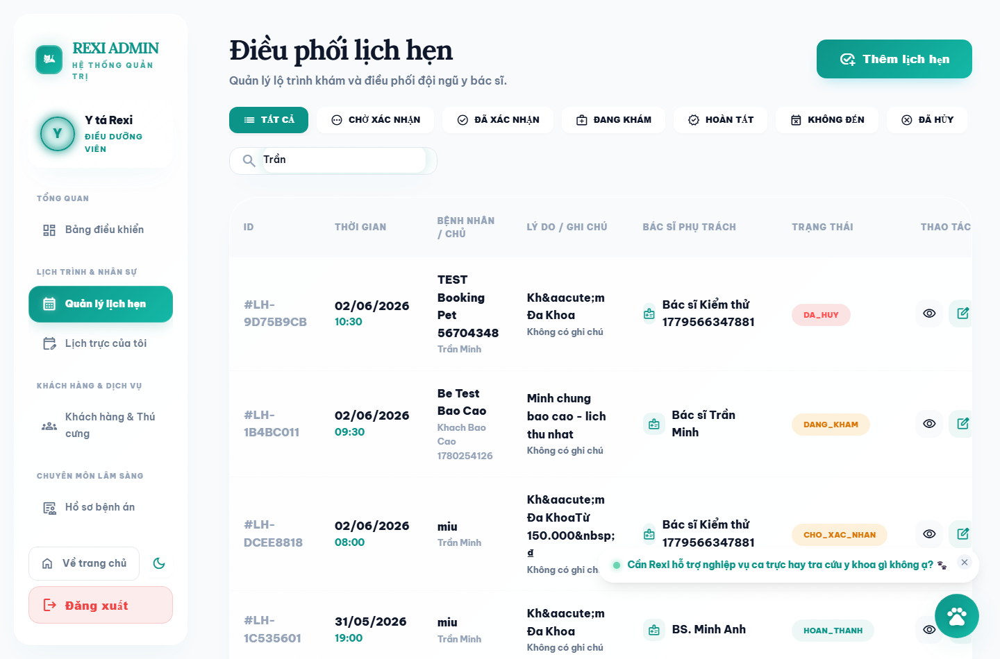 REXI ADMIN
HỆ THỐNG QUẢN
TRỊ
Y
Y tá Rexi
ĐIỀU DƯỠNG
VIÊN
TỔNG QUAN
Bảng điều khiển
LỊCH TRÌNH & NHÂN SỰ
Quản lý lịch hẹn
Lịch trực của tôi
KHÁCH HÀNG & DỊCH VỤ
Khách hàng & Thú
cưng
CHUYÊN MÔN LÂM SÀNG
Hồ sơ bệnh án
Về trang chủ
Đăng xuất
Điều phối lịch hẹn
Quản lý lộ trình khám và điều phối đội ngũ y bác sĩ.
Thêm lịch hẹn
TẤT CẢ
CHỜ XÁC NHẬN
ĐÃ XÁC NHẬN
ĐANG KHÁM
HOÀN TẤT
KHÔNG ĐẾN
ĐÃ HỦY
Trần
ID
THỜI GIAN
BỆNH NHÂN
/ CHỦ
LÝ DO / GHI CHÚ
BÁC SĨ PHỤ TRÁCH
TRẠNG THÁI
THAO TÁC
#LH-
9D75B9CB
02/06/2026
10:30
TEST
Booking
Pet
56704348
Trần Minh
Kh&aacute;m
Đa Khoa
Không có ghi chú
Bác sĩ Kiểm thử
1779566347881
DA_HUY
#LH-
1B4BC011
02/06/2026
09:30
Be Test
Bao Cao
Khach Bao
Cao
1780254126
Minh chung
bao cao - lich
thu nhat
Không có ghi chú
Bác sĩ Trần
Minh
DANG_KHAM
#LH-
DCEE8818
02/06/2026
08:00
miu
Trần Minh
Kh&aacute;m
Đa KhoaTừ
150.000&nbsp;
₫
Không có ghi ch
Bác sĩ Kiểm thử
1779566347881
CHO_XAC_NHAN
Cần Rexi hỗ trợ nghiệp vụ ca trực hay tra cứu y khoa gì không ạ? 🐾
#LH-
1C535601
31/05/2026
19:00
miu
Trần Minh
Kh&aacute;m
Đa Khoa
Không có ghi chú
BS. Minh Anh
HOAN_THANH